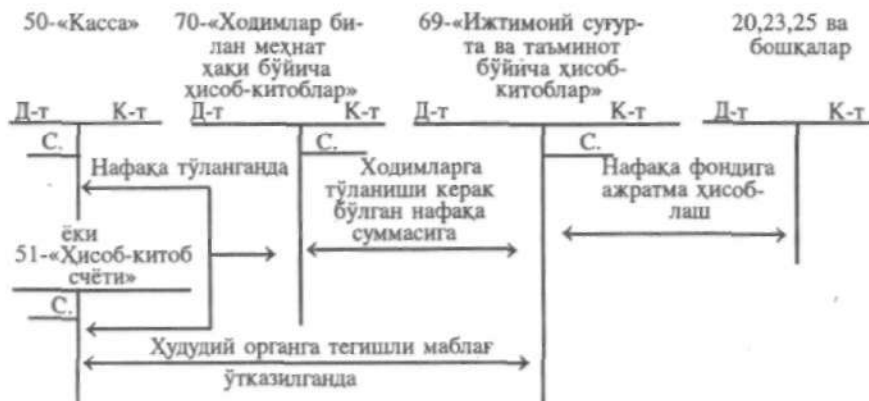 50-«Касса»
70-«Ходимлар би-
лан меҳнат
ҳақи бўйича
ҳисоб-китоблар»
69-«Ижтимоий суғур-
та ва таъминот
бўйича ҳисоб-
китоблар»
20,23,25 ва
бошқалар
Д-т К-т Д-т К-т Д-т К-т Д-т К-т
С. С. С.
Нафақа тўланганда
Ходимларга
тўланиши керак
бўлган нафақа
суммасига
Нафақа фондига
ажратма ҳисоб-
лаш
ёки
51-«Ҳисоб-китоб
счёти»
С.
Ҳудудий органга тегишли маблағ
ўтказилганда